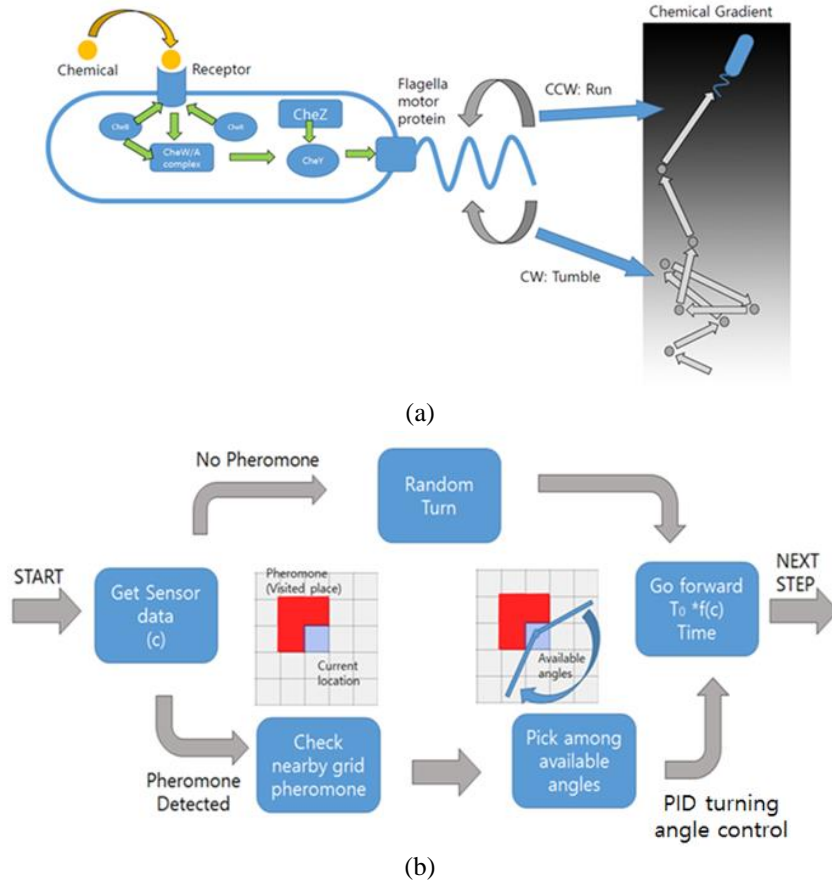 Chemical Gradient
Chemical
Receptor
Flagella
motor
protein
CCW: Run
CheB
CheR
CheZ
CheW/A
complex
CheY
CW: Tumble
(a)
No Pheromone
Random
Turn
START
Get Sensor
data
(c)
Pheromone
(Visited place)
Current
location
Available
angles
Go forward
T₀ *f(c)
Time
NEXT
STEP
Pheromone
Detected
Check
nearby grid
pheromone
Pick among
available
angles
PID turning
angle control
(b)